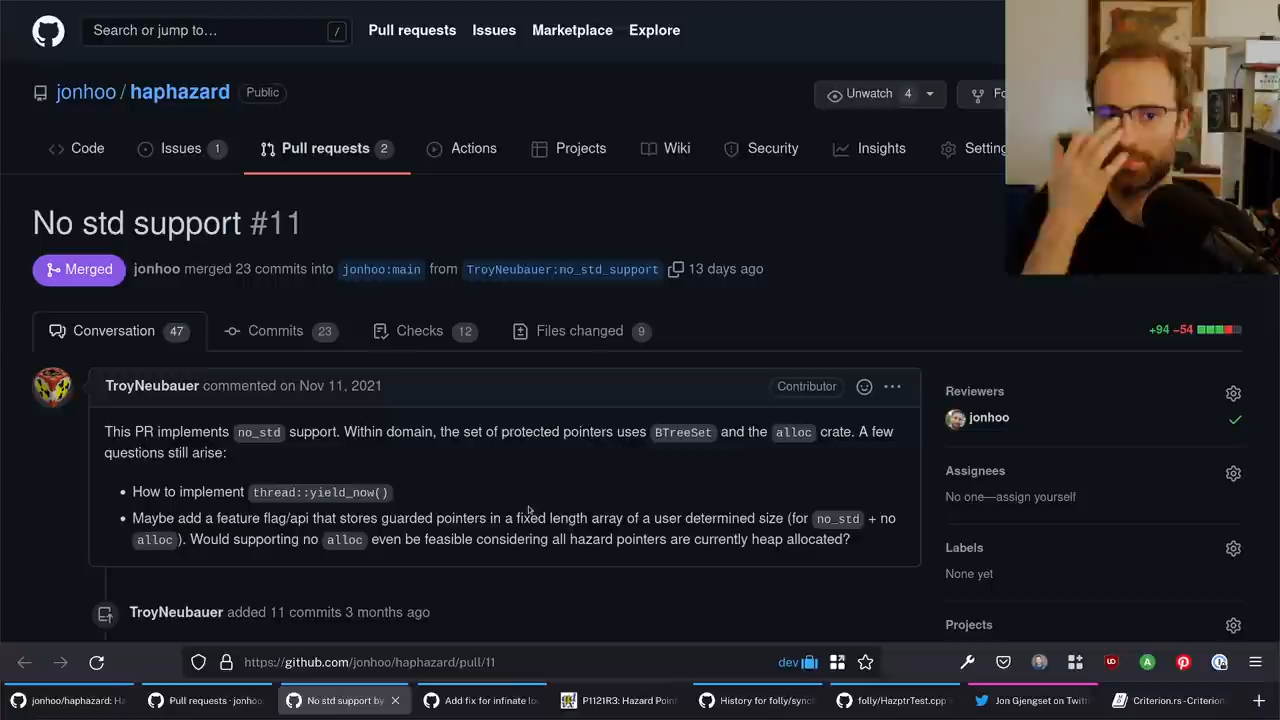 Search or jump to…
/
Pull requests
Issues
Marketplace
Explore
jonhoo / haphazard
Public
Unwatch 4
Fo
Code
Issues 1
Pull requests 2
Actions
Projects
Wiki
Security
Insights
Setting
No std support #11
Merged
jonhoo merged 23 commits into jonhoo:main from TroyNeubauer:no_std_support 13 days ago
Conversation 47
Commits 23
Checks 12
Files changed 9
+94 −54
TroyNeubauer commented on Nov 11, 2021
Contributor
This PR implements no_std support. Within domain, the set of protected pointers uses BTreeSet and the alloc crate. A few
questions still arise:
• How to implement thread::yield_now()
• Maybe add a feature flag/api that stores guarded pointers in a fixed length array of a user determined size (for no_std + no
alloc). Would supporting no alloc even be feasible considering all hazard pointers are currently heap allocated?
TroyNeubauer added 11 commits 3 months ago
Reviewers
jonhoo
Assignees
No one—assign yourself
Labels
None yet
Projects
https://github.com/jonhoo/haphazard/pull/11
dev
jonhoo/haphazard: Ha
Pull requests · jonhoo
No std support by
Add fix for infinate lo
P1121R3: Hazard Poin
History for folly/synch
folly/HazptrTest.cpp
Jon Gjengset on Twitt
Criterion.rs - Criterion